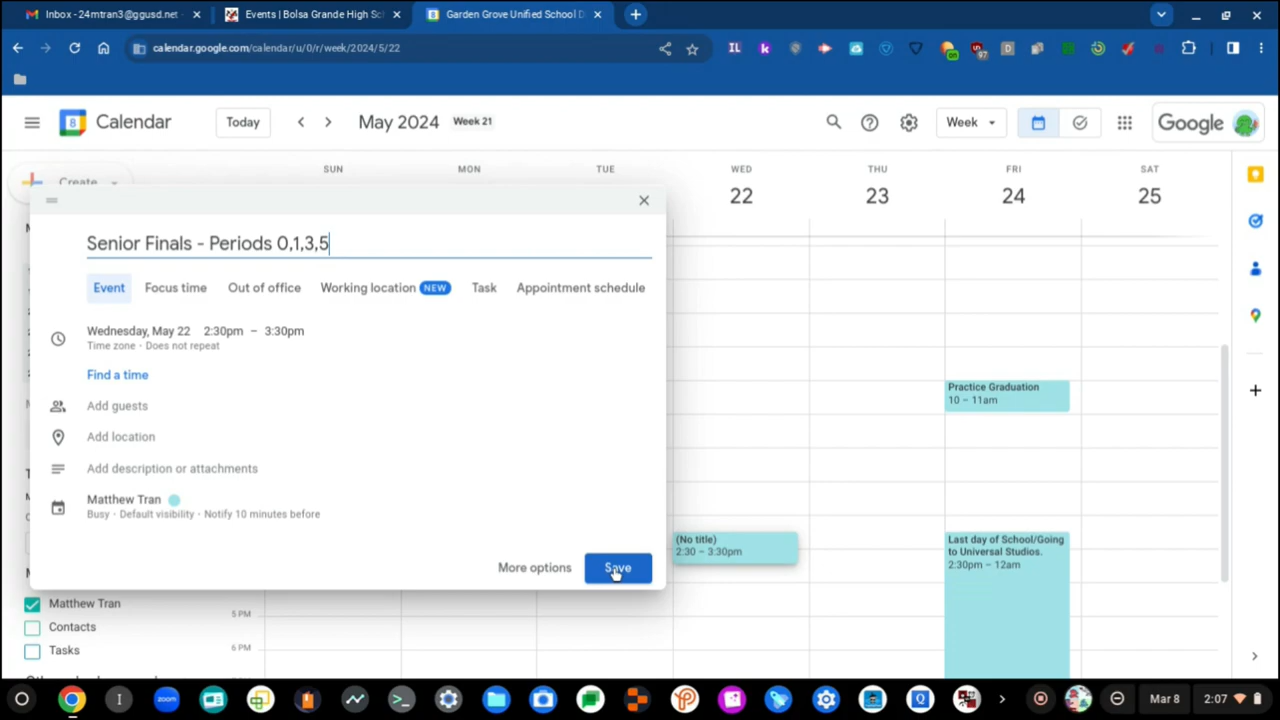 Inbox - 24mtran3@ggusd.net
Events | Bolsa Grande High Sch
Garden Grove Unified School D
calendar.google.com/calendar/u/0/r/week/2024/5/22
Calendar
Today
May 2024
Week 21
Week
Google
Create
SUN
MON
TUE
WED
THU
FRI
SAT
22
23
24
25
Senior Finals - Periods 0,1,3,5
Event
Focus time
Out of office
Working location NEW
Task
Appointment schedule
Wednesday, May 22 2:30pm – 3:30pm
Time zone · Does not repeat
Find a time
Add guests
Add location
Add description or attachments
Matthew Tran
Busy · Default visibility · Notify 10 minutes before
More options
Save
Practice Graduation
10 – 11am
(No title)
2:30 – 3:30pm
Last day of School/Going
to Universal Studios.
2:30pm – 12am
Matthew Tran
Contacts
Tasks
5 PM
6 PM
Mar 8
2:07